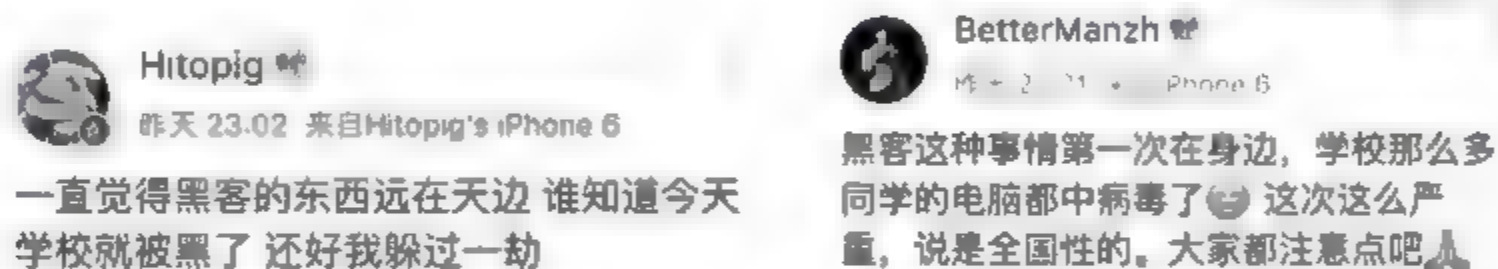 Hitopig
昨天 23:02 来自Hitopig's iPhone 6
一直觉得黑客的东西远在天边 谁知道今天
学校就被黑了 还好我躲过一劫
BetterManzh
iPhone 6
黑客这种事情第一次在身边，学校那么多
同学的电脑都中病毒了 这次这么严
重，说是全国性的。大家都注意点吧